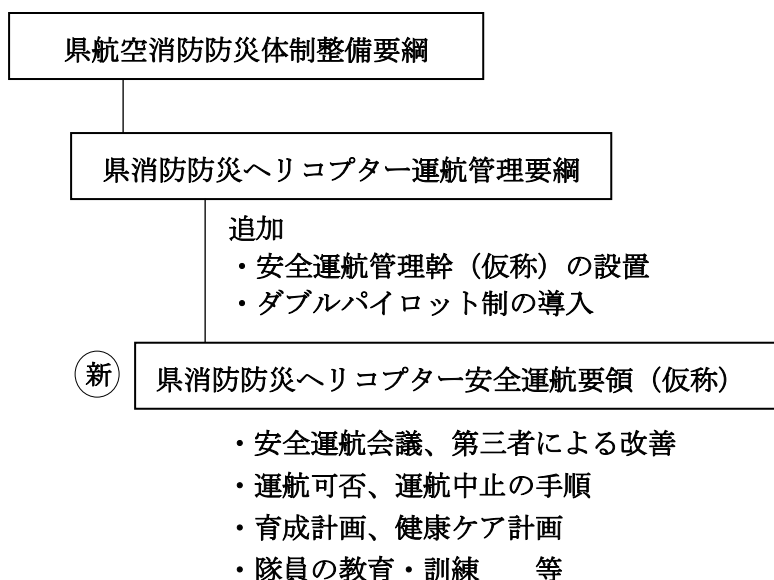 県航空消防防災体制整備要綱
県消防防災ヘリコプター運航管理要綱
追加
・安全運航管理幹（仮称）の設置
・ダブルパイロット制の導入
新 県消防防災ヘリコプター安全運航要領（仮称）
・安全運航会議、第三者による改善
・運航可否、運航中止の手順
・育成計画、健康ケア計画
・隊員の教育・訓練　　等